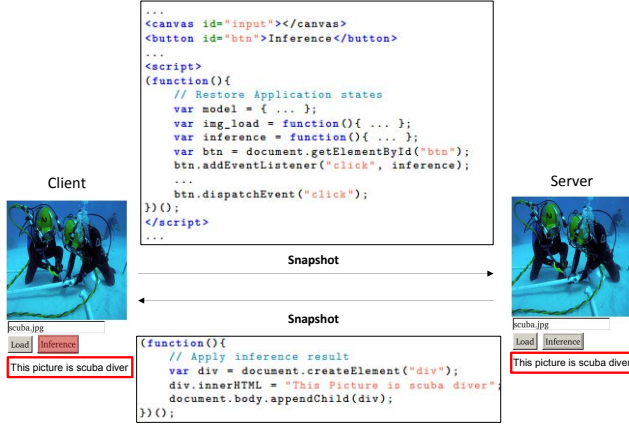 ...
<canvas id="input"></canvas>
<button id="btn">Inference</button>
...
<script>
(function(){
    // Restore Application states
    var model = { ... };
    var img_load = function(){ ... };
    var inference = function(){ ... };
    var btn = document.getElementById("btn");
    btn.addEventListener("click", inference);
    ...
    btn.dispatchEvent("click");
})();
</script>
...
Client
Server
Snapshot
Snapshot
scuba.jpg
Load Inference
This picture is scuba diver
scuba.jpg
Load Inference
This picture is scuba diver
(function(){
    // Apply inference result
    var div = document.createElement("div");
    div.innerHTML = "This Picture is scuba diver";
    document.body.appendChild(div);
})();